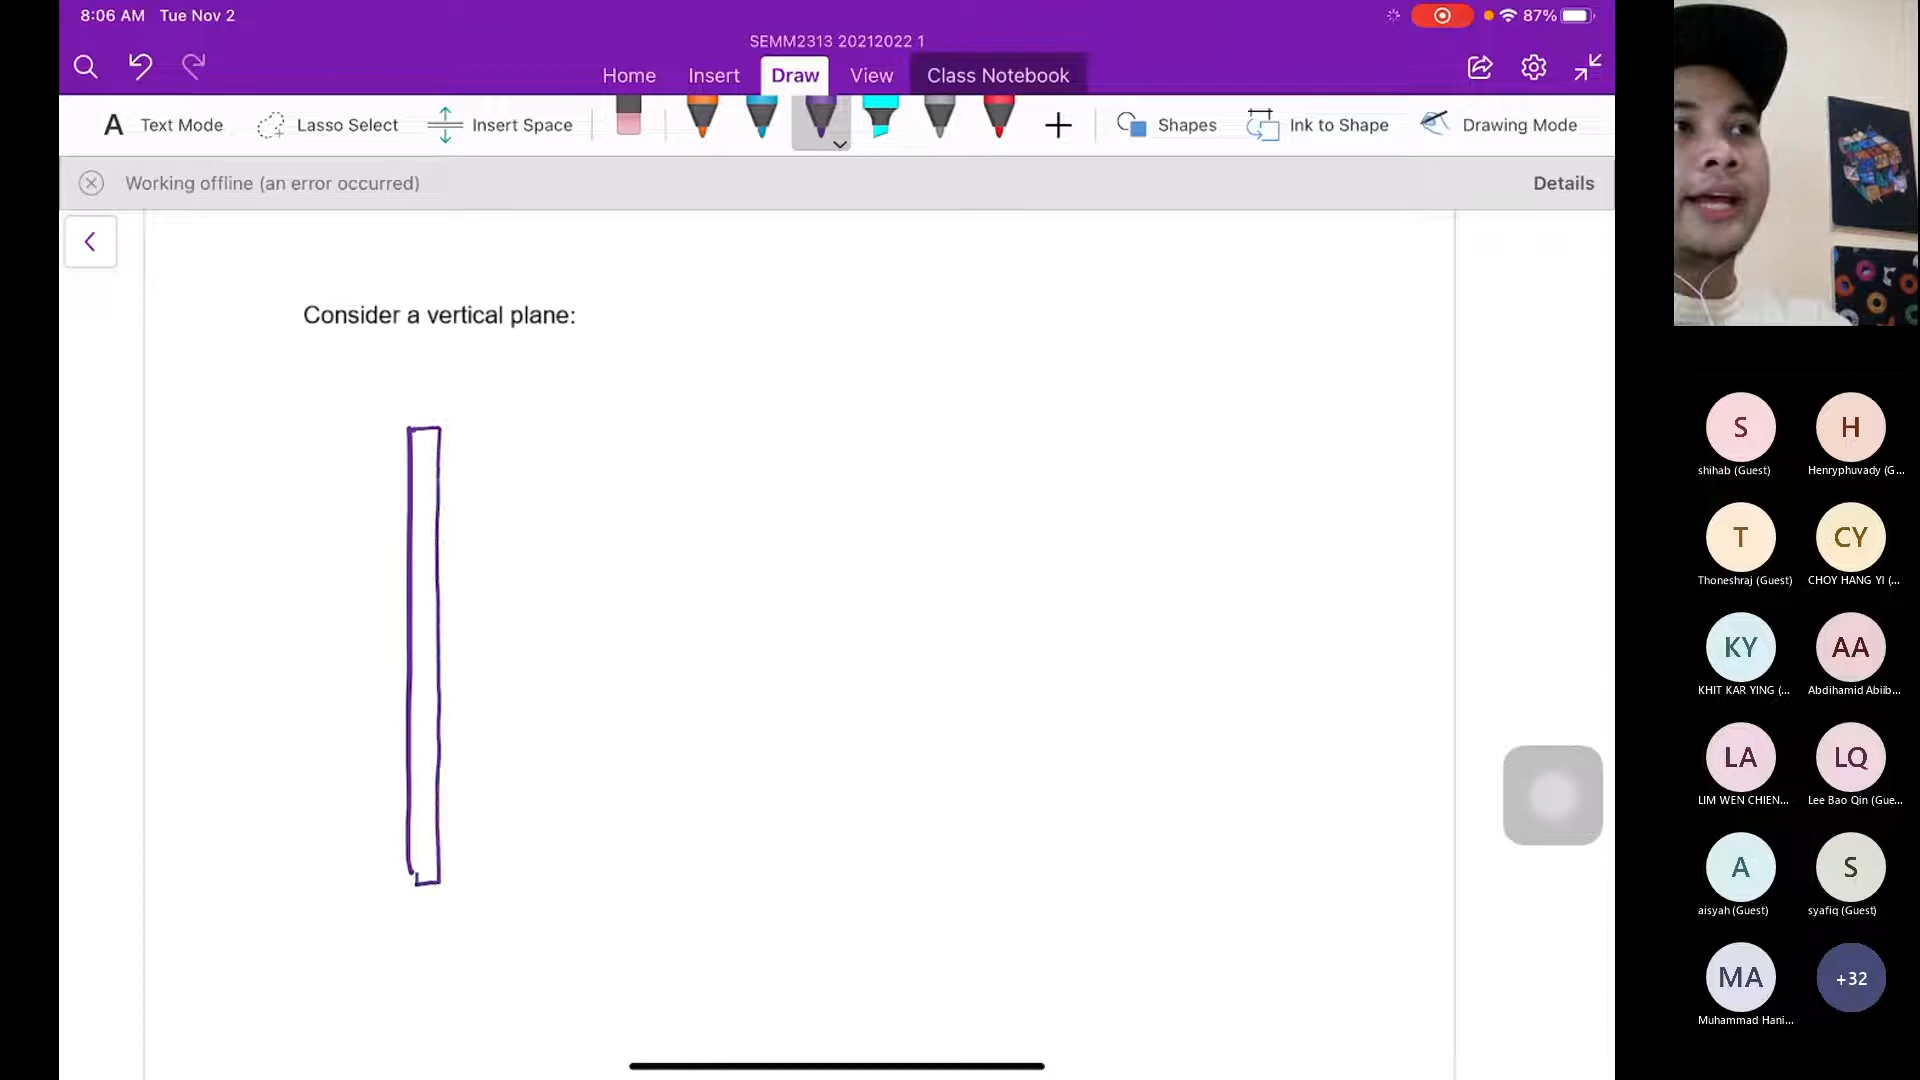 8:06 AM Tue Nov 2
87%
SEMM2313 20212022 1
Home Insert Draw View Class Notebook
A Text Mode Lasso Select Insert Space Shapes Ink to Shape Drawing Mode
Working offline (an error occurred) Details
Consider a vertical plane:
S H
shihab (Guest) Henryphuvady (G...
T CY
Thoneshraj (Guest) CHOY HANG YI (...
KY AA
KHIT KAR YING (... Abdihamid Abiib...
LA LQ
LIM WEN CHIEN... Lee Bao Qin (Gue...
A S
aisyah (Guest) syafiq (Guest)
MA +32
Muhammad Hani...